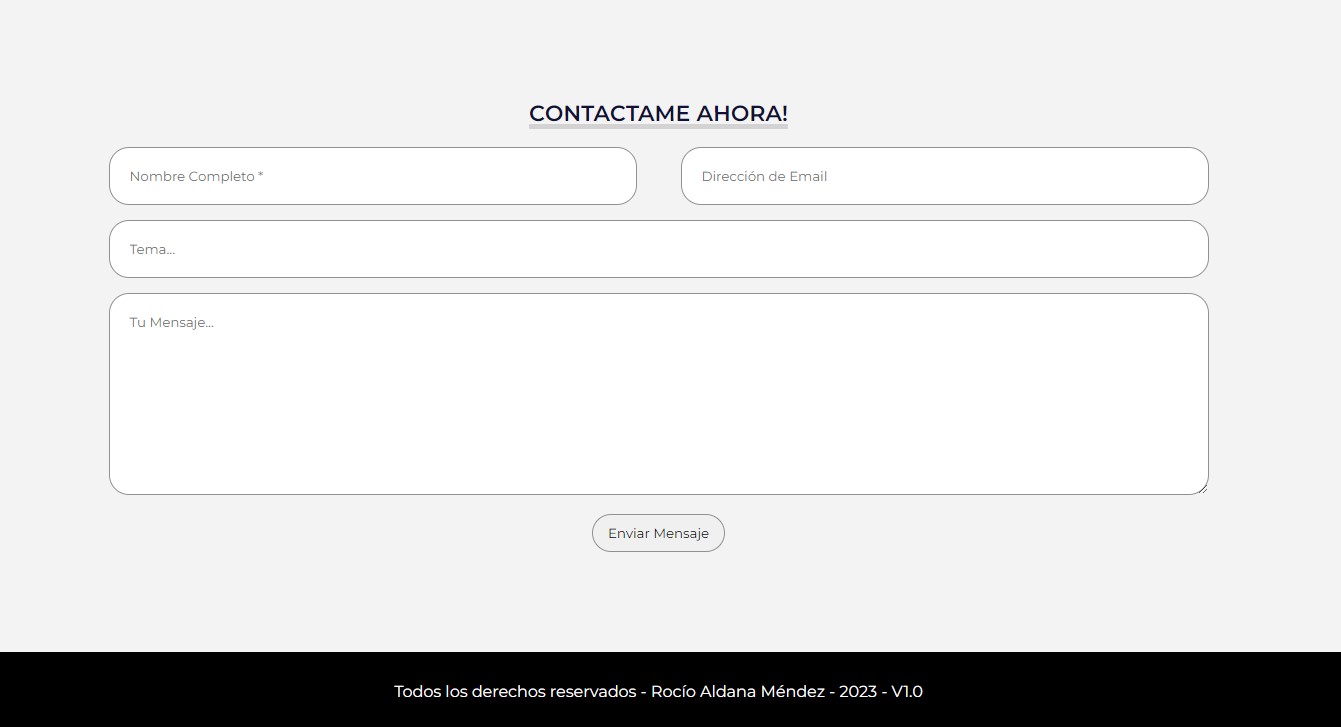 CONTACTAME AHORA!
Nombre Completo *
Dirección de Email
Tema...
Tu Mensaje...
Enviar Mensaje
Todos los derechos reservados - Rocío Aldana Méndez - 2023 - V1.0